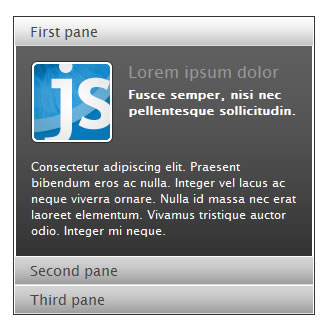 First pane
js
Lorem ipsum dolor
Fusce semper, nisi nec
pellentesque sollicitudin.
Consectetur adipiscing elit. Praesent
bibendum eros ac nulla. Integer vel lacus ac
neque viverra ornare. Nulla id massa nec erat
laoreet elementum. Vivamus tristique auctor
odio. Integer mi neque.
Second pane
Third pane